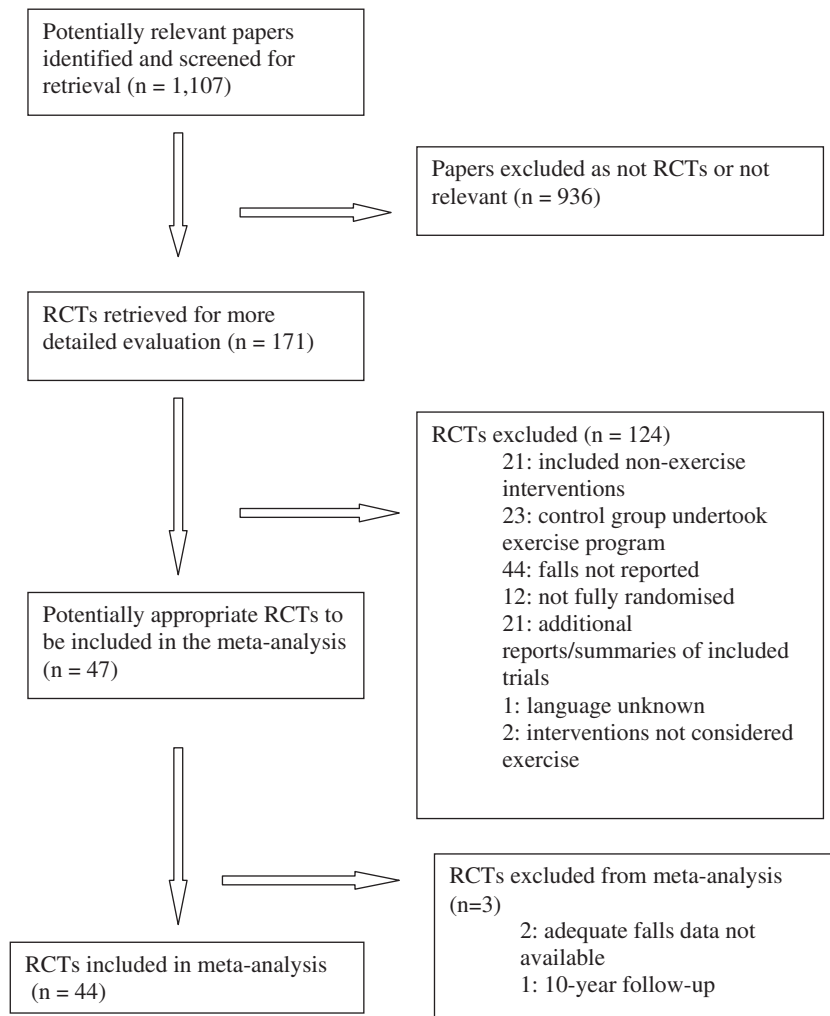 Potentially relevant papers
identified and screened for
retrieval (n = 1,107)
Papers excluded as not RCTs or not
relevant (n = 936)
RCTs retrieved for more
detailed evaluation (n = 171)
RCTs excluded (n = 124)
21: included non-exercise
interventions
23: control group undertook
exercise program
44: falls not reported
12: not fully randomised
21: additional
reports/summaries of included
trials
1: language unknown
2: interventions not considered
exercise
Potentially appropriate RCTs to
be included in the meta-analysis
(n = 47)
RCTs excluded from meta-analysis
(n=3)
2: adequate falls data not
available
1: 10-year follow-up
RCTs included in meta-analysis
(n = 44)